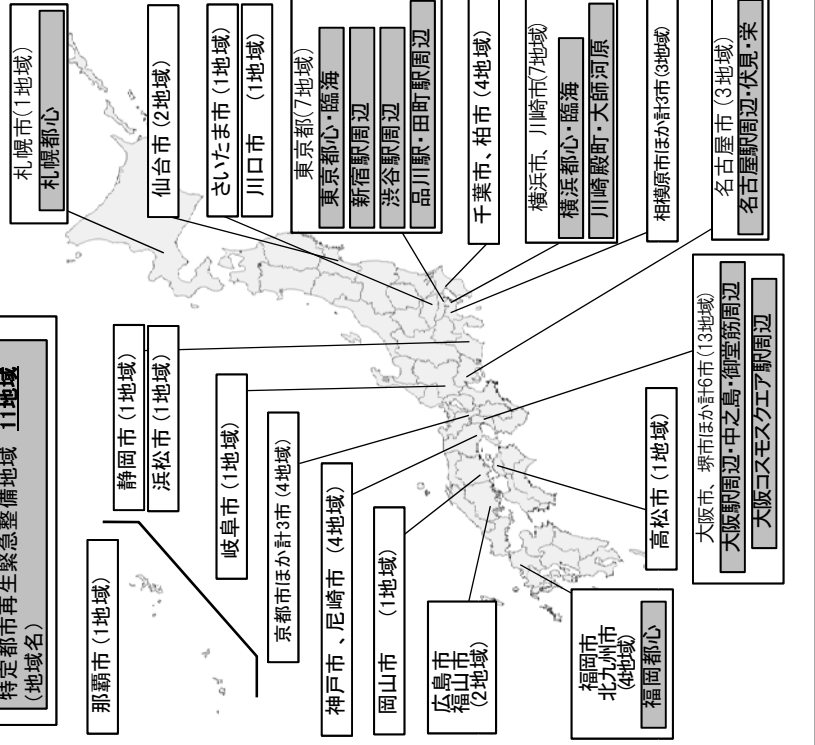 特定都市再生緊急整備地域 11地域
(地域名)
札幌市(1地域)
札幌都心
仙台市(2地域)
さいたま市(1地域)
川口市 (1地域)
東京都(7地域)
東京都心・臨海
新宿駅周辺
渋谷駅周辺
品川駅・田町駅周辺
千葉市、柏市(4地域)
横浜市、川崎市(7地域)
横浜都心・臨海
川崎殿町・大師河原
相模原市ほか計3市(3地域)
名古屋市(3地域)
名古屋駅周辺・伏見・栄
静岡市(1地域)
浜松市(1地域)
岐阜市(1地域)
京都市ほか計3市(4地域)
神戸市、尼崎市(4地域)
岡山市 (1地域)
広島市
福山市
(2地域)
福岡市
北九州市
(4地域)
福岡都心
高松市(1地域)
大阪市、堺市ほか計6市(13地域)
大阪駅周辺・中之島・御堂筋周辺
大阪コスモスクエア駅周辺
那覇市(1地域)